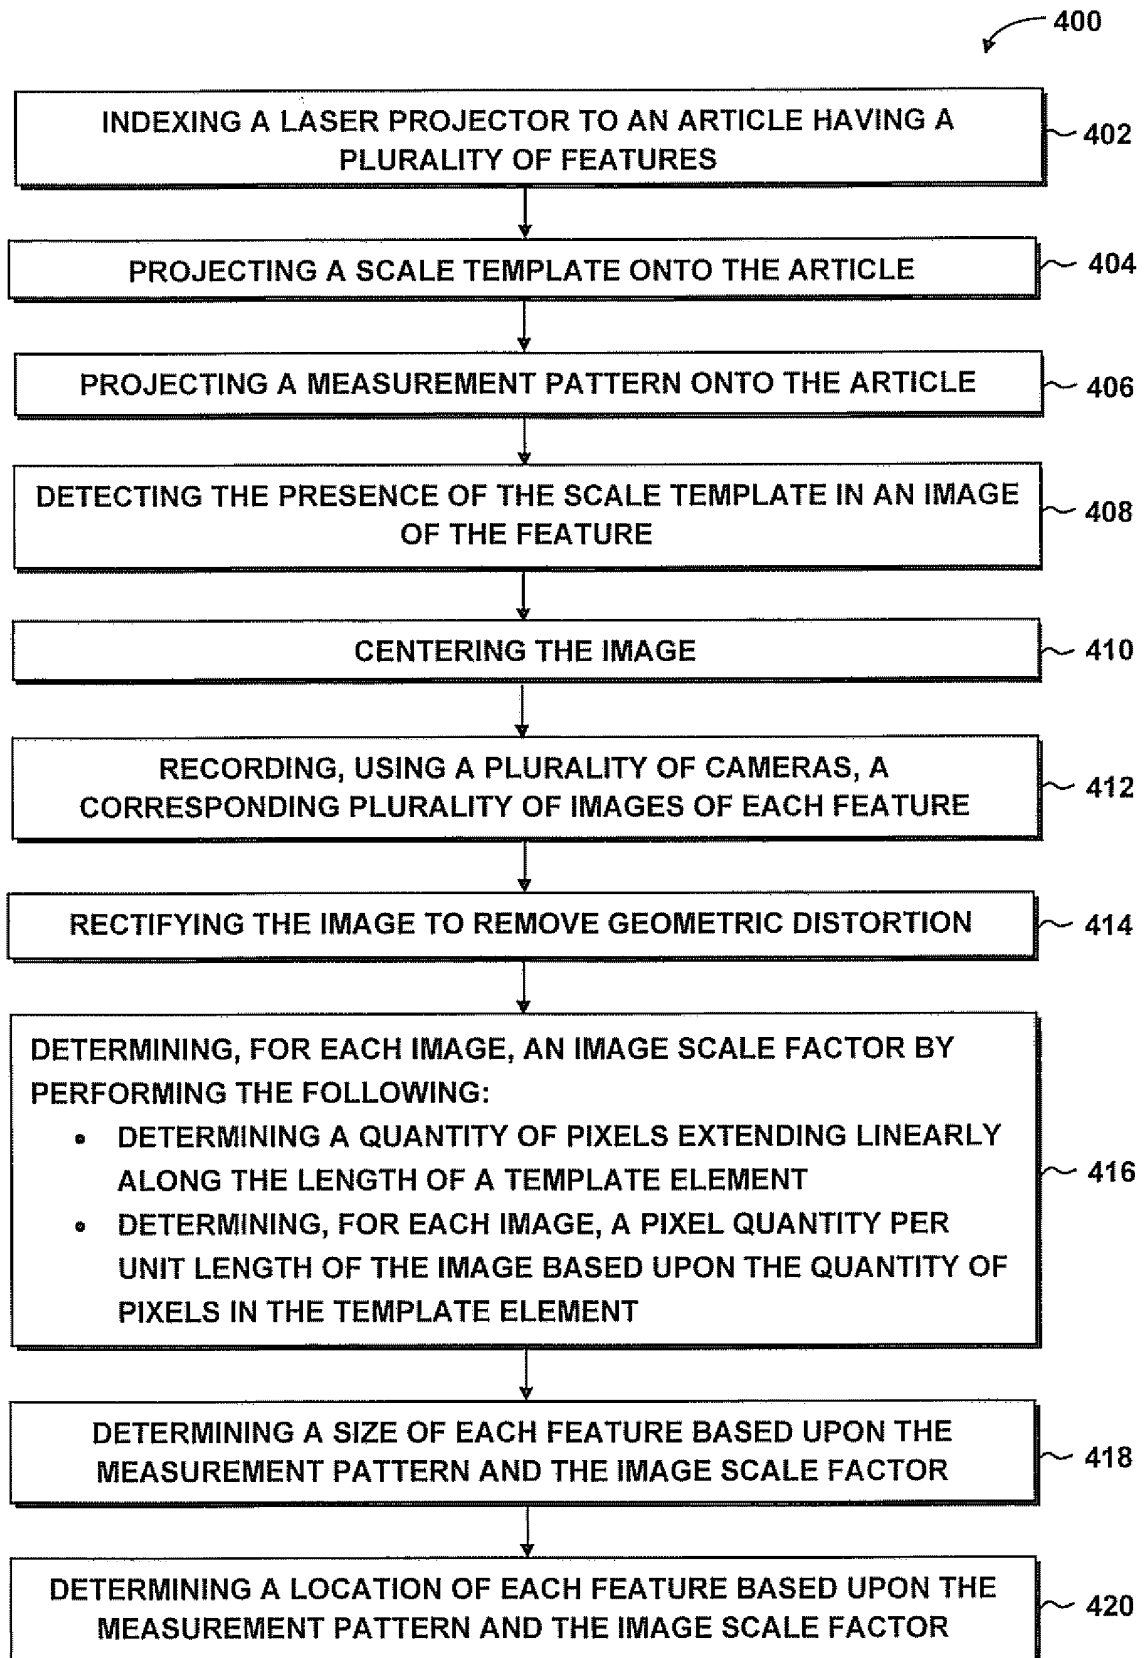 400
INDEXING A LASER PROJECTOR TO AN ARTICLE HAVING A
PLURALITY OF FEATURES
402
PROJECTING A SCALE TEMPLATE ONTO THE ARTICLE
404
PROJECTING A MEASUREMENT PATTERN ONTO THE ARTICLE
406
DETECTING THE PRESENCE OF THE SCALE TEMPLATE IN AN IMAGE
OF THE FEATURE
408
CENTERING THE IMAGE
410
RECORDING, USING A PLURALITY OF CAMERAS, A
CORRESPONDING PLURALITY OF IMAGES OF EACH FEATURE
412
RECTIFYING THE IMAGE TO REMOVE GEOMETRIC DISTORTION
414
DETERMINING, FOR EACH IMAGE, AN IMAGE SCALE FACTOR BY
PERFORMING THE FOLLOWING:
• DETERMINING A QUANTITY OF PIXELS EXTENDING LINEARLY
ALONG THE LENGTH OF A TEMPLATE ELEMENT
• DETERMINING, FOR EACH IMAGE, A PIXEL QUANTITY PER
UNIT LENGTH OF THE IMAGE BASED UPON THE QUANTITY OF
PIXELS IN THE TEMPLATE ELEMENT
416
DETERMINING A SIZE OF EACH FEATURE BASED UPON THE
MEASUREMENT PATTERN AND THE IMAGE SCALE FACTOR
418
DETERMINING A LOCATION OF EACH FEATURE BASED UPON THE
MEASUREMENT PATTERN AND THE IMAGE SCALE FACTOR
420